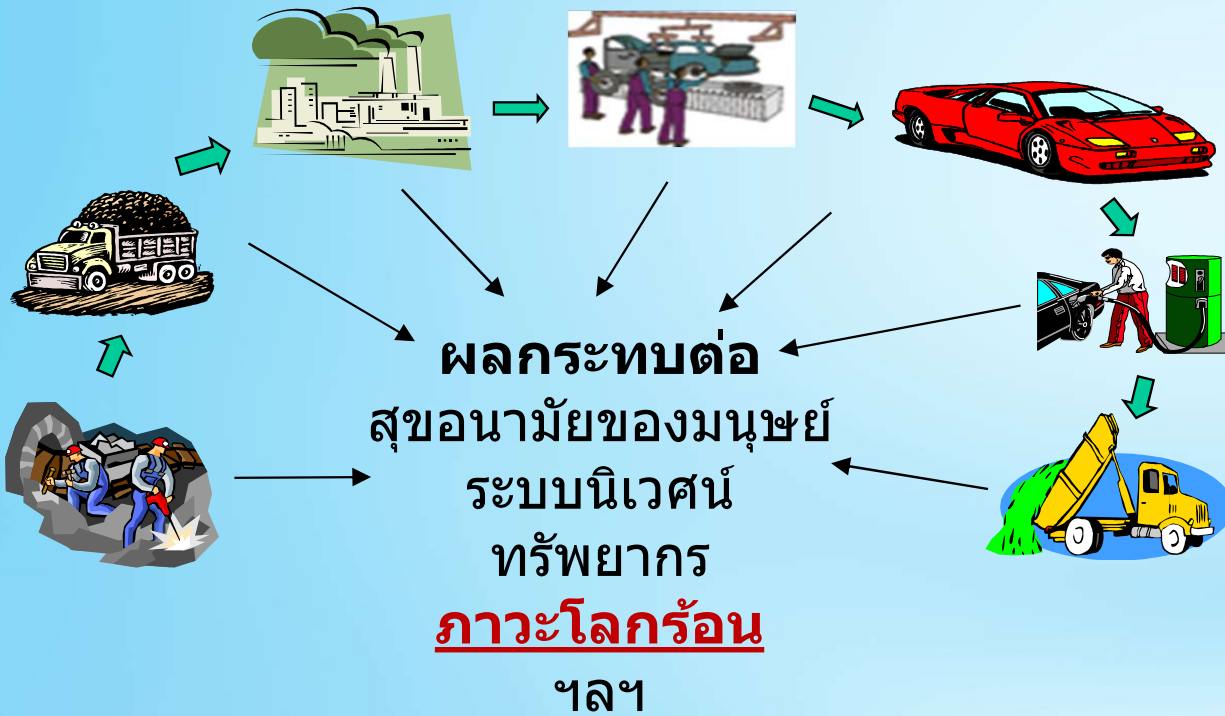 ผลกระทบต่อ
สุขอนามัยของมนุษย์
ระบบนิเวศน์
ทรัพยากร
ภาวะโลกร้อน
ฯลฯ